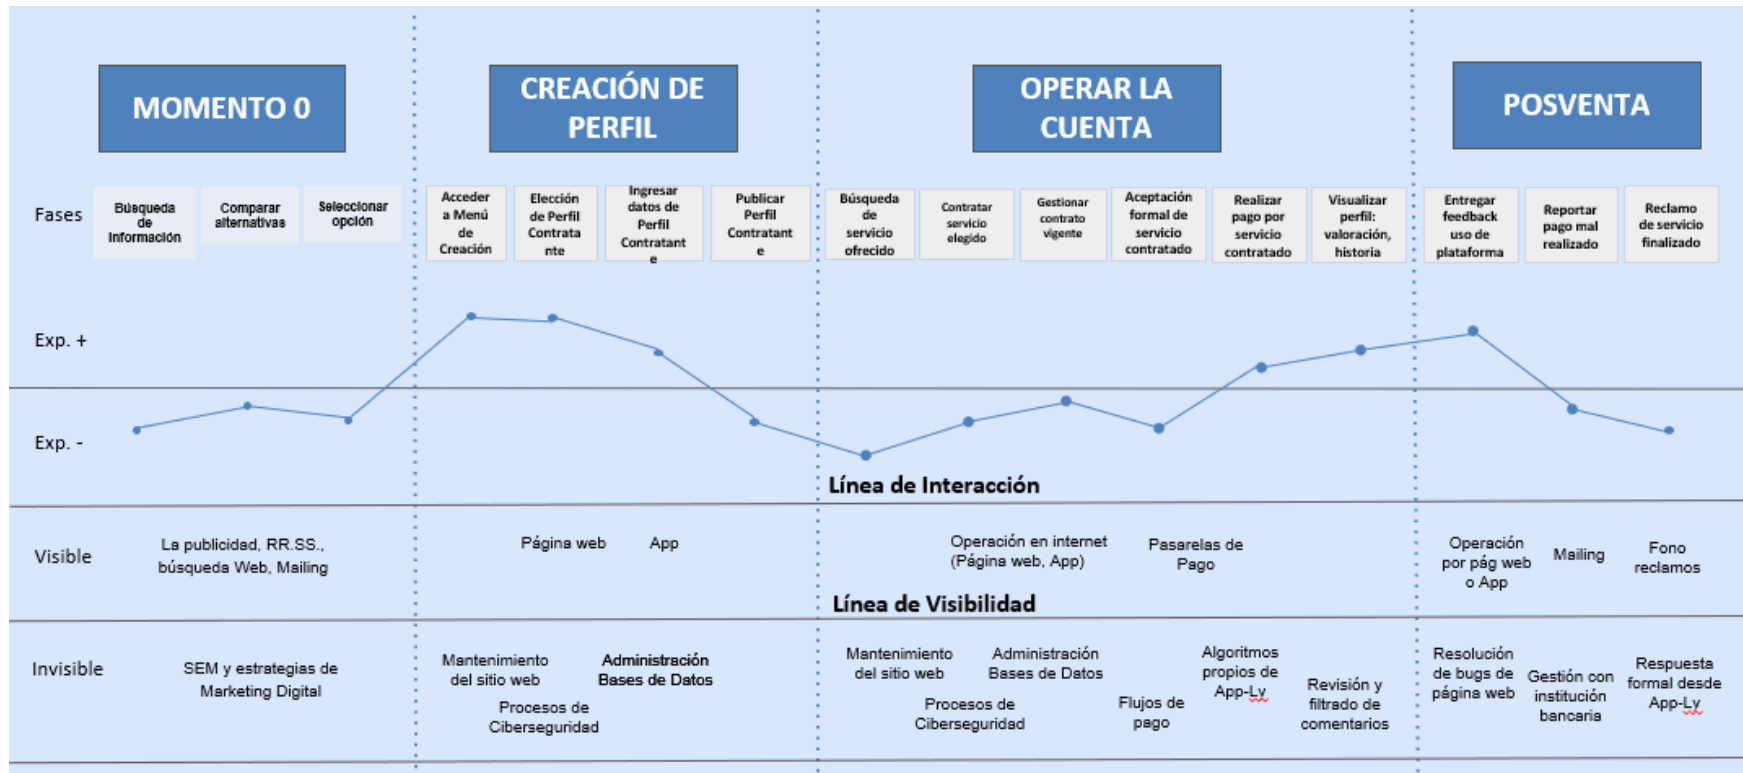 MOMENTO 0
CREACIÓN DE
PERFIL
OPERAR LA
CUENTA
POSVENTA
Fases
Búsqueda
de
Información
Comparar
alternativas
Seleccionar
opción
Acceder
a Menú
de
Creación
Elección
de Perfil
Contrata
nte
Ingresar
datos de
Perfil
Contratant
e
Publicar
Perfil
Contratant
e
Búsqueda
de
servicio
ofrecido
Contratar
servicio
elegido
Gestionar
contrato
vigente
Aceptación
formal de
servicio
contratado
Realizar
pago por
servicio
contratado
Visualizar
perfil:
valoración,
historia
Entregar
feedback
uso de
plataforma
Reportar
pago mal
realizado
Reclamo
de servicio
finalizado
Exp. +
Exp. -
Línea de Interacción
Visible
La publicidad, RR.SS.,
búsqueda Web, Mailing
Página web
App
Operación en internet
(Página web, App)
Pasarelas de
Pago
Operación
por pág web
o App
Mailing
Fono
reclamos
Línea de Visibilidad
Invisible
SEM y estrategias de
Marketing Digital
Mantenimiento
del sitio web
Administración
Bases de Datos
Procesos de
Ciberseguridad
Mantenimiento
del sitio web
Administración
Bases de Datos
Procesos de
Ciberseguridad
Flujos de
pago
Algoritmos
propios de
App-Ly
Revisión y
filtrado de
comentarios
Resolución
de bugs de
página web
Gestión con
institución
bancaria
Respuesta
formal desde
App-Ly